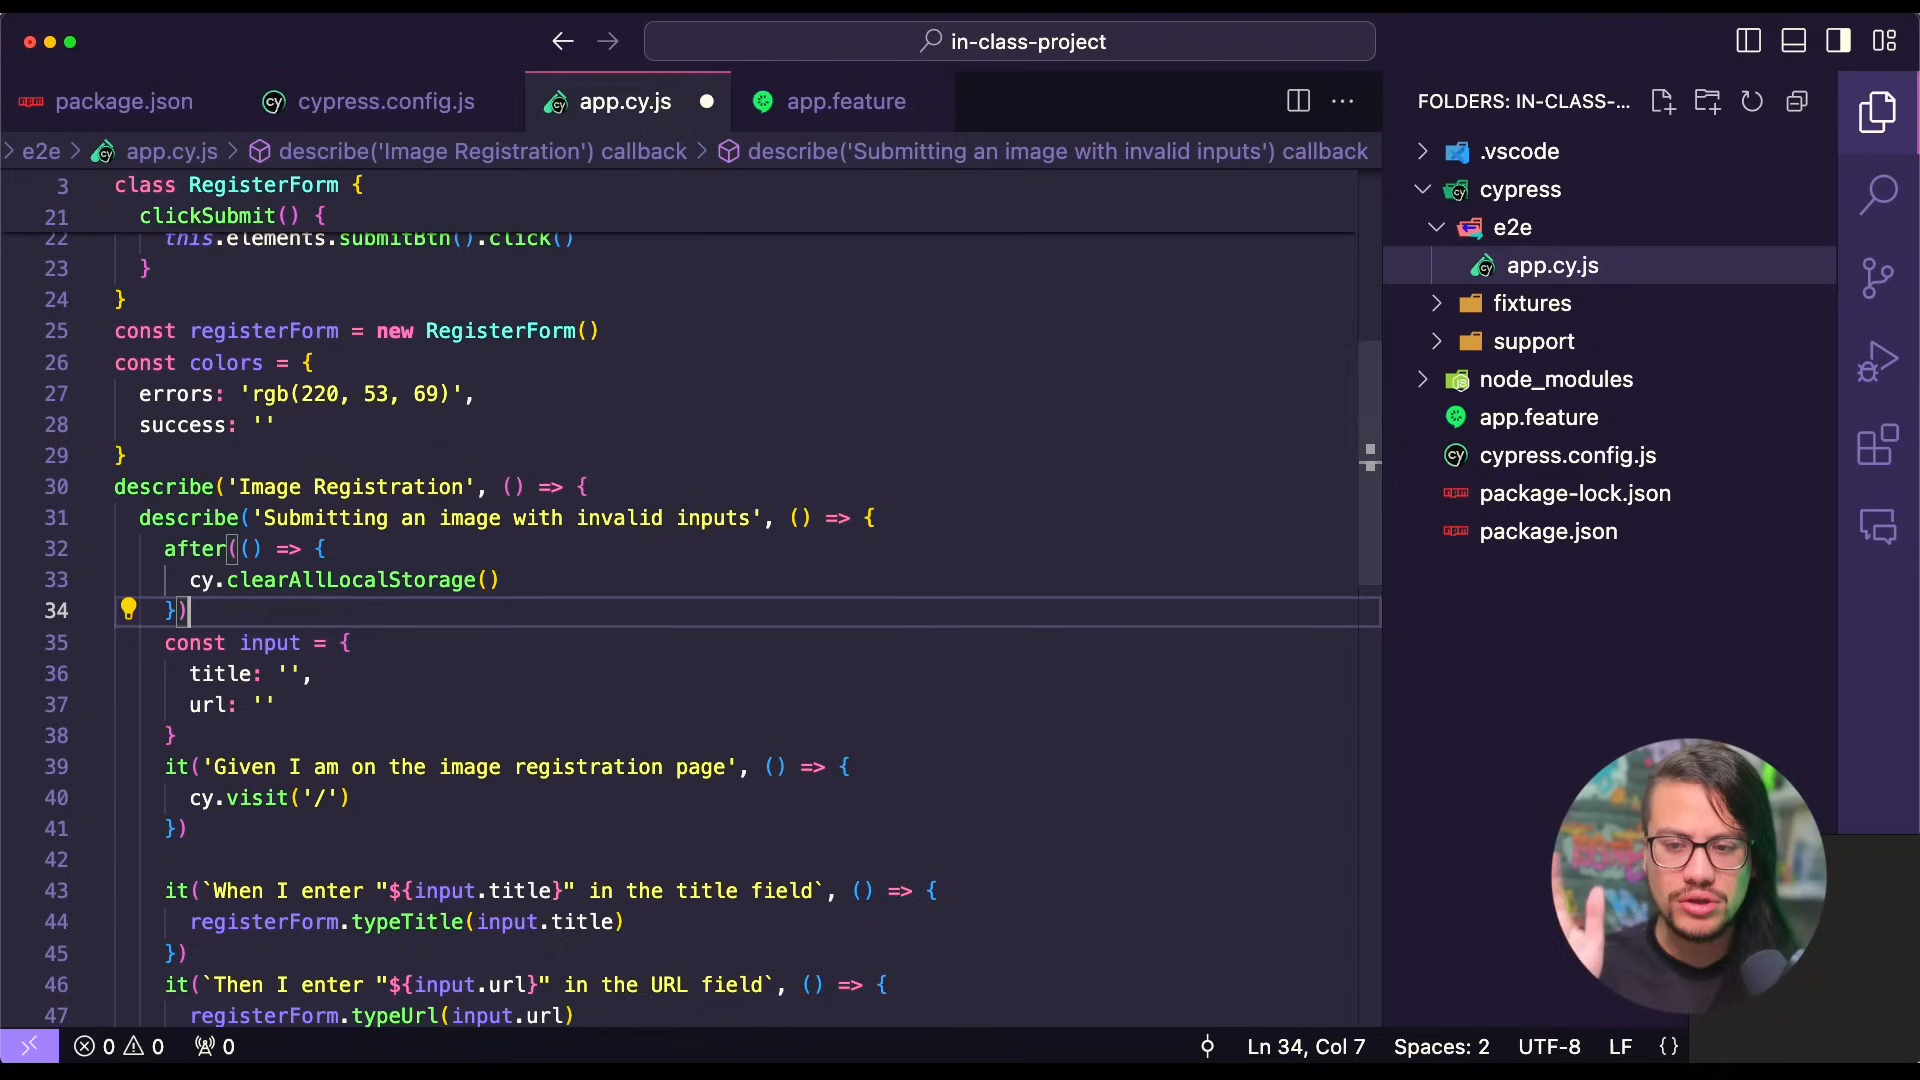 in-class-project
package.json
cypress.config.js
app.cy.js
app.feature
e2e
app.cy.js
describe('Image Registration') callback
describe('Submitting an image with invalid inputs') callback
3 class RegisterForm {
21 clickSubmit() {
22 this.elements.submitBtn().click()
23 }
24 }
25 const registerForm = new RegisterForm()
26 const colors = {
27 errors: 'rgb(220, 53, 69)',
28 success: ''
29 }
30 describe('Image Registration', () => {
31 describe('Submitting an image with invalid inputs', () => {
32 after(() => {
33 cy.clearAllLocalStorage()
34 })
35 const input = {
36 title: '',
37 url: ''
38 }
39 it('Given I am on the image registration page', () => {
40 cy.visit('/')
41 })
42
43 it(`When I enter "${input.title}" in the title field`, () => {
44 registerForm.typeTitle(input.title)
45 })
46 it(`Then I enter "${input.url}" in the URL field`, () => {
47 registerForm.typeUrl(input.url)
FOLDERS: IN-CLASS-...
.vscode
cypress
e2e
app.cy.js
fixtures
support
node_modules
app.feature
cypress.config.js
package-lock.json
package.json
0 0 0
Ln 34, Col 7
Spaces: 2
UTF-8
LF
{}